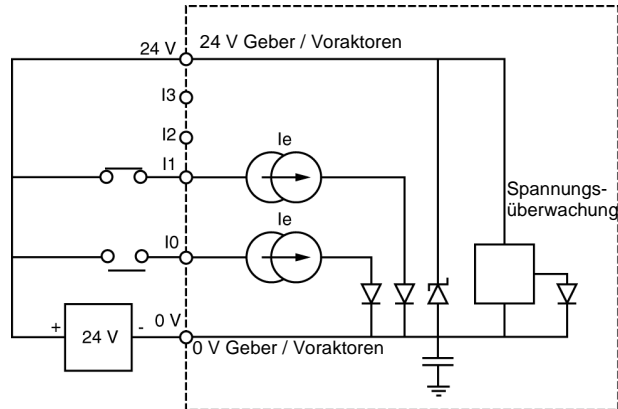 24 V
24 V Geber / Voraktoren
I3
I2
I1
Ie
Spannungs-
überwachung
I0
Ie
+
24 V
-
0 V
0 V Geber / Voraktoren